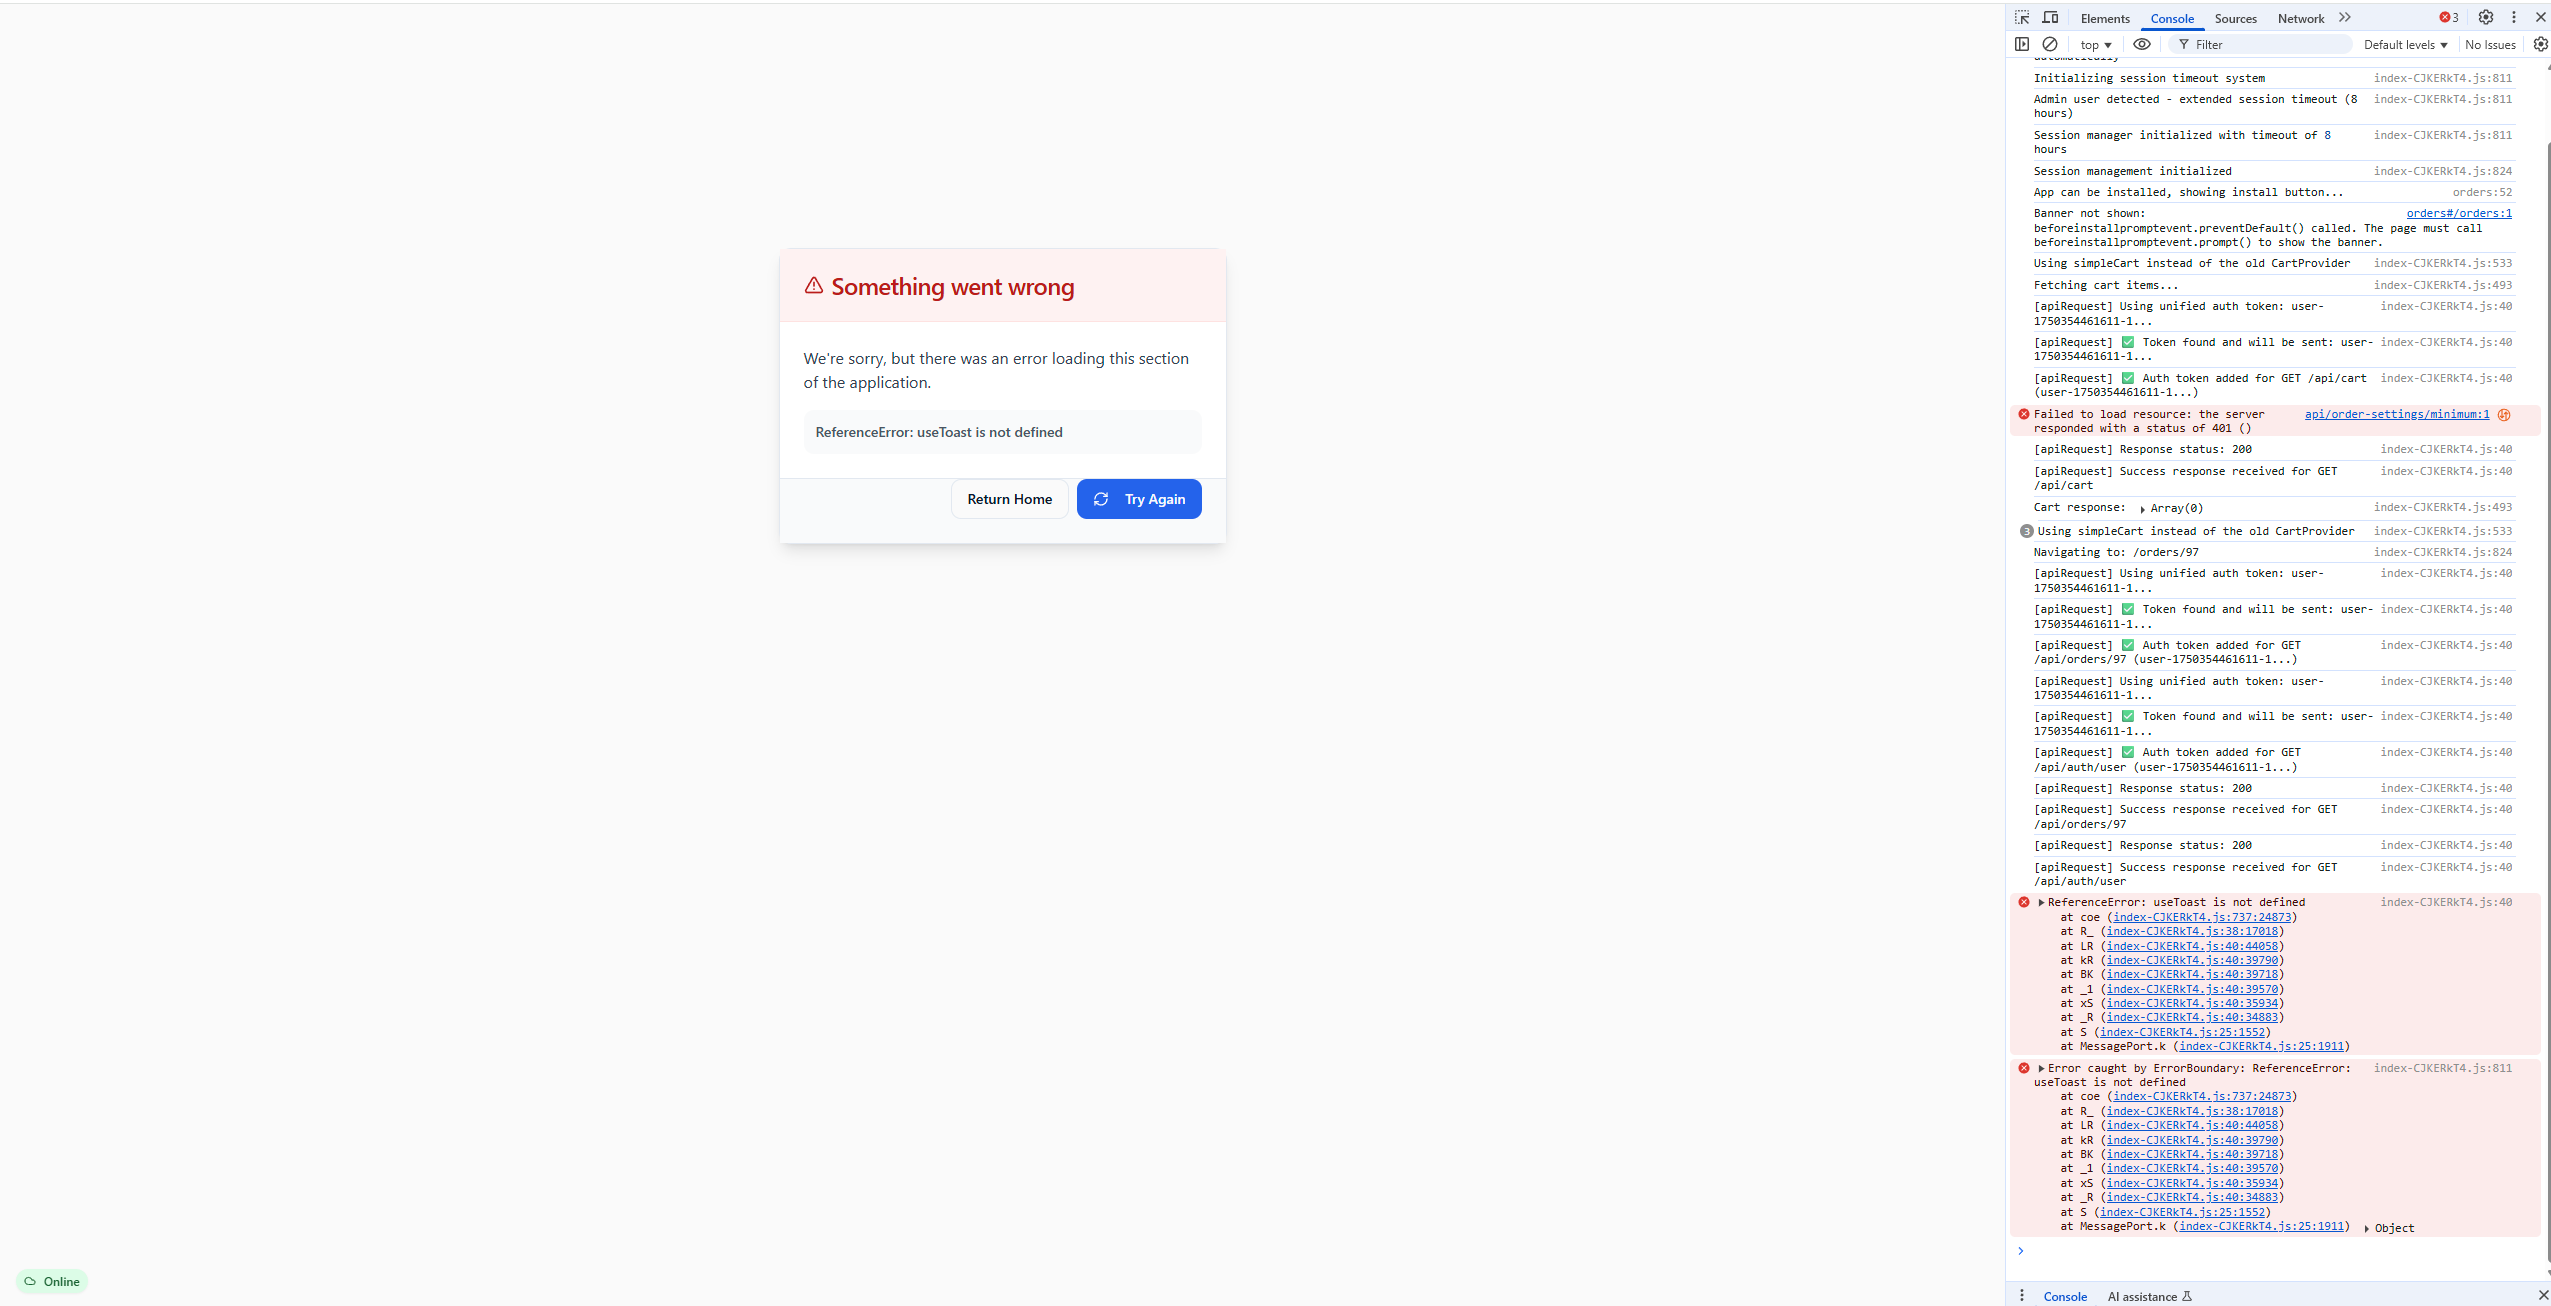 Something went wrong
We're sorry, but there was an error loading this section
of the application.
ReferenceError: useToast is not defined
Return Home
Try Again
Online
Elements
Console
Sources
Network
3
top
Filter
Default levels
No Issues
automatically
Initializing session timeout system index-CJKERkT4.js:811
Admin user detected - extended session timeout (8 index-CJKERkT4.js:811
hours)
Session manager initialized with timeout of 8 index-CJKERkT4.js:811
hours
Session management initialized index-CJKERkT4.js:824
App can be installed, showing install button... orders:52
Banner not shown: orders#/orders:1
beforeinstallpromptevent.preventDefault() called. The page must call
beforeinstallpromptevent.prompt() to show the banner.
Using simpleCart instead of the old CartProvider index-CJKERkT4.js:533
Fetching cart items... index-CJKERkT4.js:493
[apiRequest] Using unified auth token: user- index-CJKERkT4.js:40
1750354461611-1...
[apiRequest] ✅ Token found and will be sent: user- index-CJKERkT4.js:40
1750354461611-1...
[apiRequest] ✅ Auth token added for GET /api/cart index-CJKERkT4.js:40
(user-1750354461611-1...)
Failed to load resource: the server api/order-settings/minimum:1
responded with a status of 401 ()
[apiRequest] Response status: 200 index-CJKERkT4.js:40
[apiRequest] Success response received for GET index-CJKERkT4.js:40
/api/cart
Cart response: ▶ Array(0) index-CJKERkT4.js:493
3 Using simpleCart instead of the old CartProvider index-CJKERkT4.js:533
Navigating to: /orders/97 index-CJKERkT4.js:824
[apiRequest] Using unified auth token: user- index-CJKERkT4.js:40
1750354461611-1...
[apiRequest] ✅ Token found and will be sent: user- index-CJKERkT4.js:40
1750354461611-1...
[apiRequest] ✅ Auth token added for GET index-CJKERkT4.js:40
/api/orders/97 (user-1750354461611-1...)
[apiRequest] Using unified auth token: user- index-CJKERkT4.js:40
1750354461611-1...
[apiRequest] ✅ Token found and will be sent: user- index-CJKERkT4.js:40
1750354461611-1...
[apiRequest] ✅ Auth token added for GET index-CJKERkT4.js:40
/api/auth/user (user-1750354461611-1...)
[apiRequest] Response status: 200 index-CJKERkT4.js:40
[apiRequest] Success response received for GET index-CJKERkT4.js:40
/api/orders/97
[apiRequest] Response status: 200 index-CJKERkT4.js:40
[apiRequest] Success response received for GET index-CJKERkT4.js:40
/api/auth/user
▶ ReferenceError: useToast is not defined index-CJKERkT4.js:40
at coe (index-CJKERkT4.js:737:24873)
at R_ (index-CJKERkT4.js:38:17018)
at LR (index-CJKERkT4.js:40:44058)
at kR (index-CJKERkT4.js:40:39790)
at BK (index-CJKERkT4.js:40:39718)
at _1 (index-CJKERkT4.js:40:39570)
at xS (index-CJKERkT4.js:40:35934)
at _R (index-CJKERkT4.js:40:34883)
at S (index-CJKERkT4.js:25:1552)
at MessagePort.k (index-CJKERkT4.js:25:1911)
▶ Error caught by ErrorBoundary: ReferenceError: index-CJKERkT4.js:811
useToast is not defined
at coe (index-CJKERkT4.js:737:24873)
at R_ (index-CJKERkT4.js:38:17018)
at LR (index-CJKERkT4.js:40:44058)
at kR (index-CJKERkT4.js:40:39790)
at BK (index-CJKERkT4.js:40:39718)
at _1 (index-CJKERkT4.js:40:39570)
at xS (index-CJKERkT4.js:40:35934)
at _R (index-CJKERkT4.js:40:34883)
at S (index-CJKERkT4.js:25:1552)
at MessagePort.k (index-CJKERkT4.js:25:1911) ▶ Object
Console
AI assistance